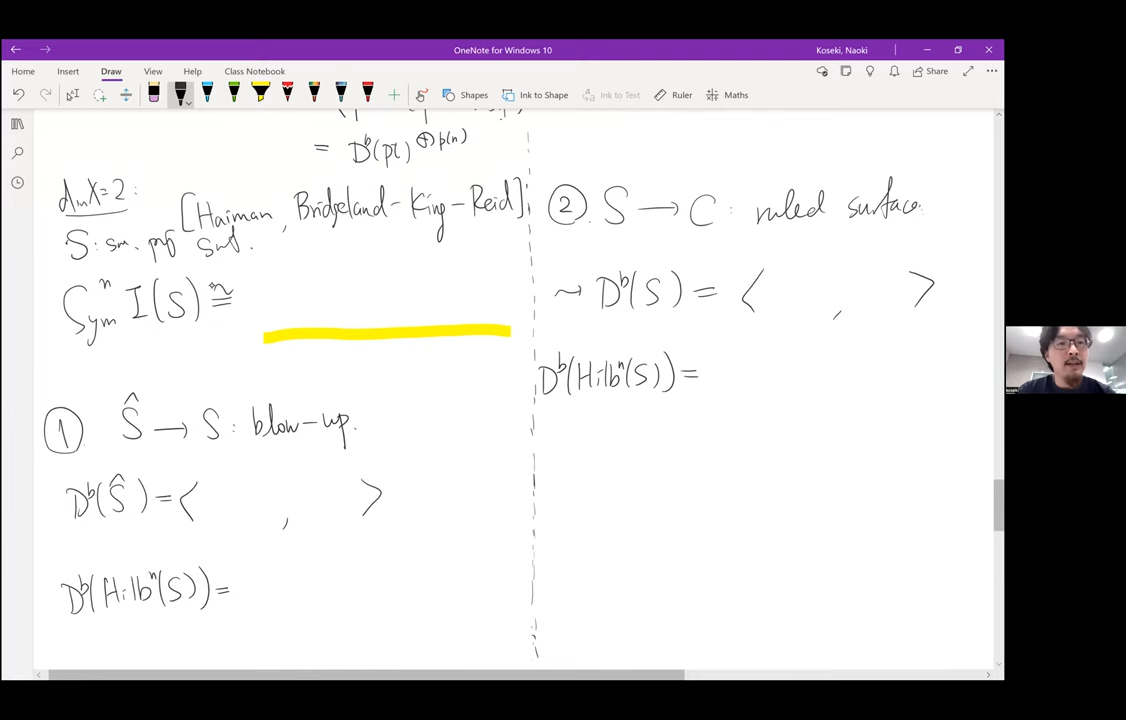 OneNote for Windows 10
Koseki, Naoki
Home Insert Draw View Help Class Notebook
Share
Shapes Ink to Shape Ink to Text Ruler Maths
= D^b(pt)^{⊕p(n)}
dim X=2:
[Haiman, Bridgeland-King-Reid]
S: sm. proj surf.
Sym^n I(S) ≅
① Ŝ → S: blow-up.
D^b(Ŝ) = < , >
D^b(Hilb^n(S)) =
②. S → C: ruled surface.
~> D^b(S) = < , >
D^b(Hilb^n(S)) =